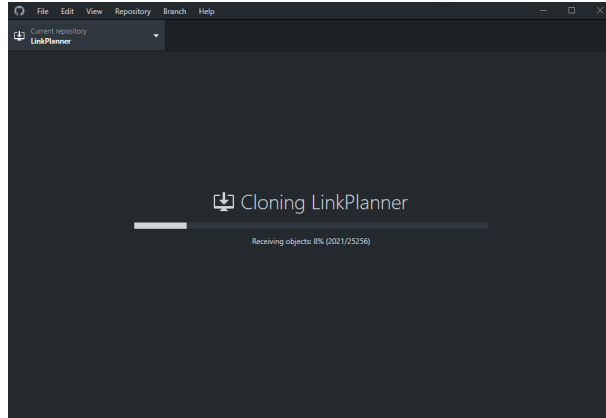 File Edit View Repository Branch Help
Current repository
LinkPlanner
Cloning LinkPlanner
Receiving objects: 8% (2021/25256)